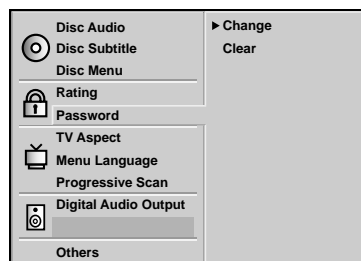 Disc Audio
Disc Subtitle
Disc Menu
Rating
Password
TV Aspect
Menu Language
Progressive Scan
Digital Audio Output
Others
Change
Clear